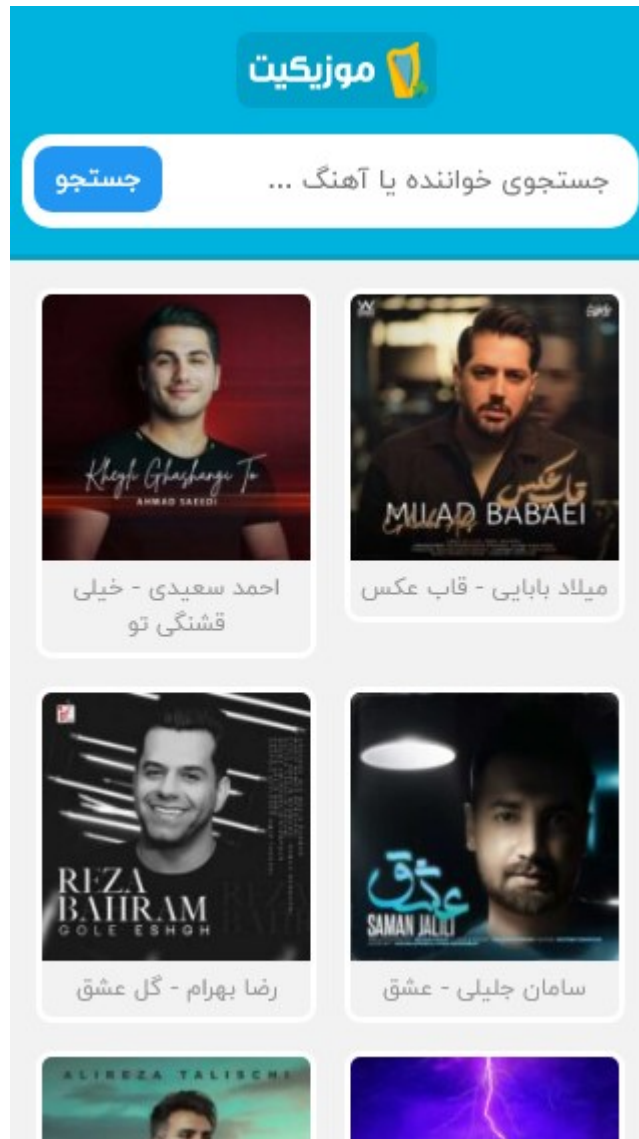 موزیکیت
جستجوی خواننده یا آهنگ ...
جستجو
قاب عکس
MILAD BABAEI
میلاد بابایی - قاب عکس
Kheyli Ghashangi To
AHMAD SAEEDI
احمد سعیدی - خیلی
قشنگی تو
عشق
SAMAN JALILI
سامان جلیلی - عشق
REZA
BAHRAM
GOLE ESHGH
رضا بهرام - گل عشق
ALIREZA TALISCHI